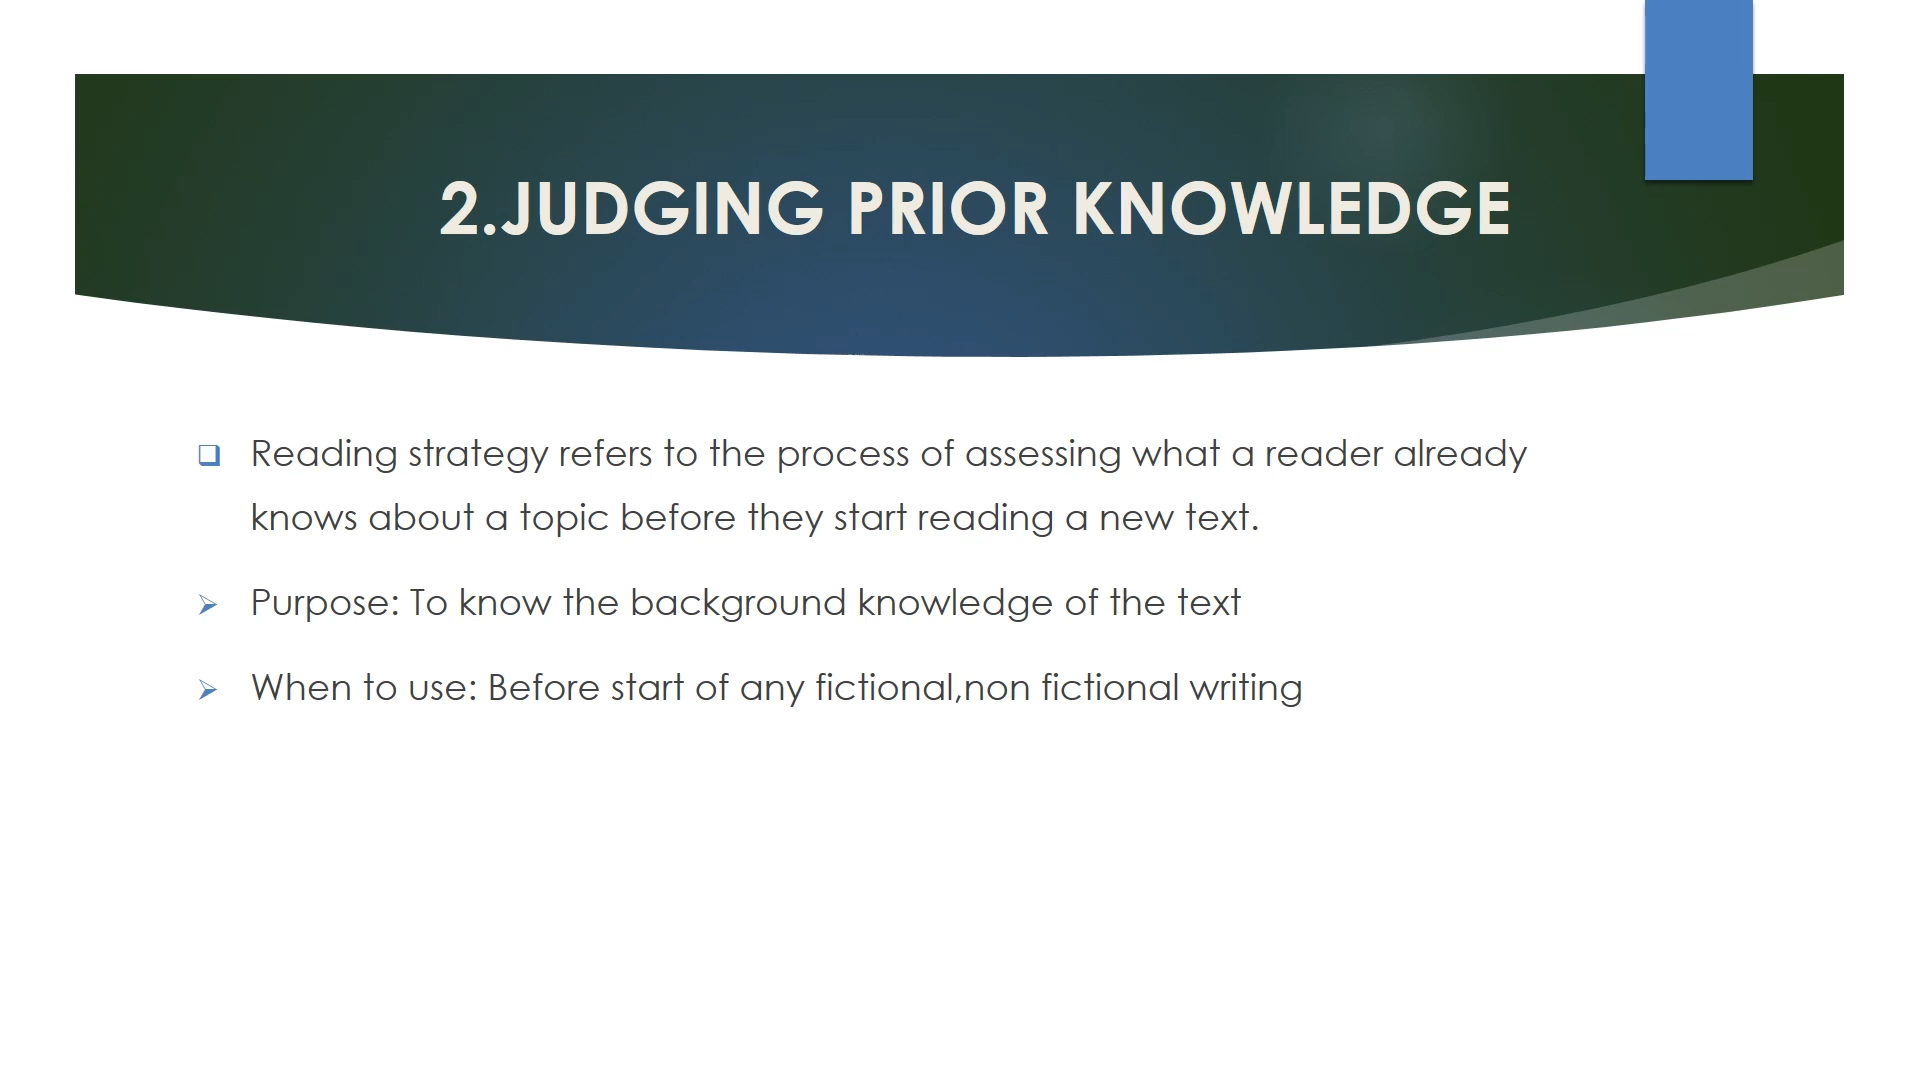 2.JUDGING PRIOR KNOWLEDGE
Reading strategy refers to the process of assessing what a reader already
knows about a topic before they start reading a new text.
Purpose: To know the background knowledge of the text
When to use: Before start of any fictional,non fictional writing